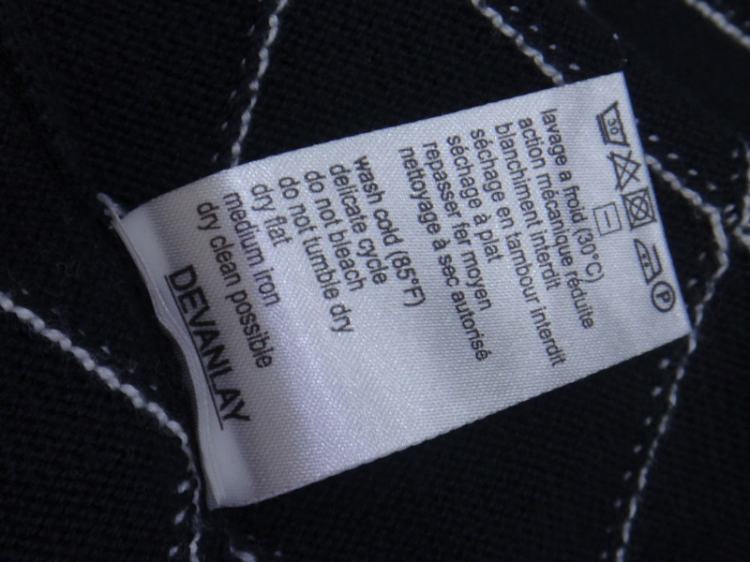 30
P
lavage a froid (30°C)
action mécanique réduite
blanchiment interdit
séchage en tambour interdit
séchage à plat
repasser fer moyen
nettoyage à sec autorisé
wash cold (85°F)
delicate cycle
do not bleach
do not tumble dry
dry flat
medium iron
dry clean possible
DEVANLAY